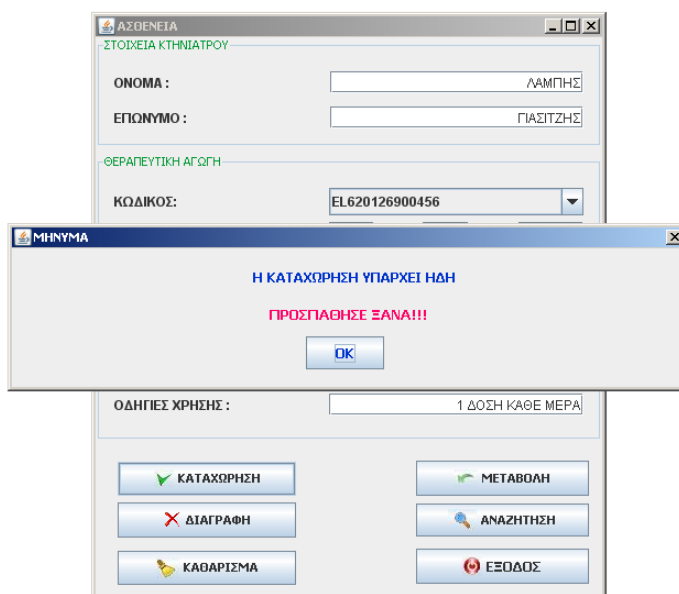 ΑΣΘΕΝΕΙΑ
ΣΤΟΙΧΕΙΑ ΚΤΗΝΙΑΤΡΟΥ
ΟΝΟΜΑ :
ΛΑΜΠΗΣ
ΕΠΩΝΥΜΟ :
ΓΙΑΣΙΤΖΗΣ
ΘΕΡΑΠΕΥΤΙΚΗ ΑΓΩΓΗ
ΚΩΔΙΚΟΣ:
EL620126900456
ΜΗΝΥΜΑ
Η ΚΑΤΑΧΩΡΗΣΗ ΥΠΑΡΧΕΙ ΗΔΗ
ΠΡΟΣΠΑΘΗΣΕ ΞΑΝΑ!!!
OK
ΟΔΗΓΙΕΣ ΧΡΗΣΗΣ :
1 ΔΟΣΗ ΚΑΘΕ ΜΕΡΑ
ΚΑΤΑΧΩΡΗΣΗ
ΜΕΤΑΒΟΛΗ
ΔΙΑΓΡΑΦΗ
ΑΝΑΖΗΤΗΣΗ
ΚΑΘΑΡΙΣΜΑ
ΕΞΟΔΟΣ